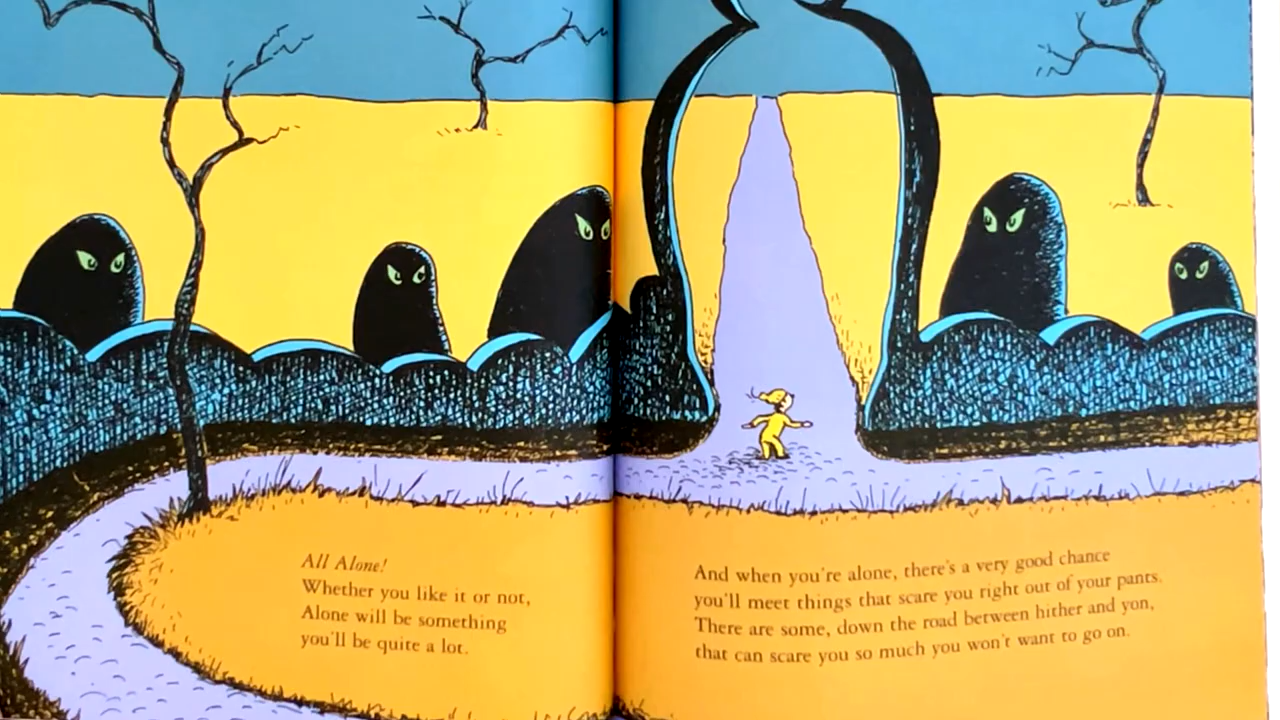 All Alone!
Whether you like it or not,
Alone will be something
you'll be quite a lot.
And when you're alone, there's a very good chance
you'll meet things that scare you right out of your pants.
There are some, down the road between hither and yon,
that can scare you so much you won't want to go on.